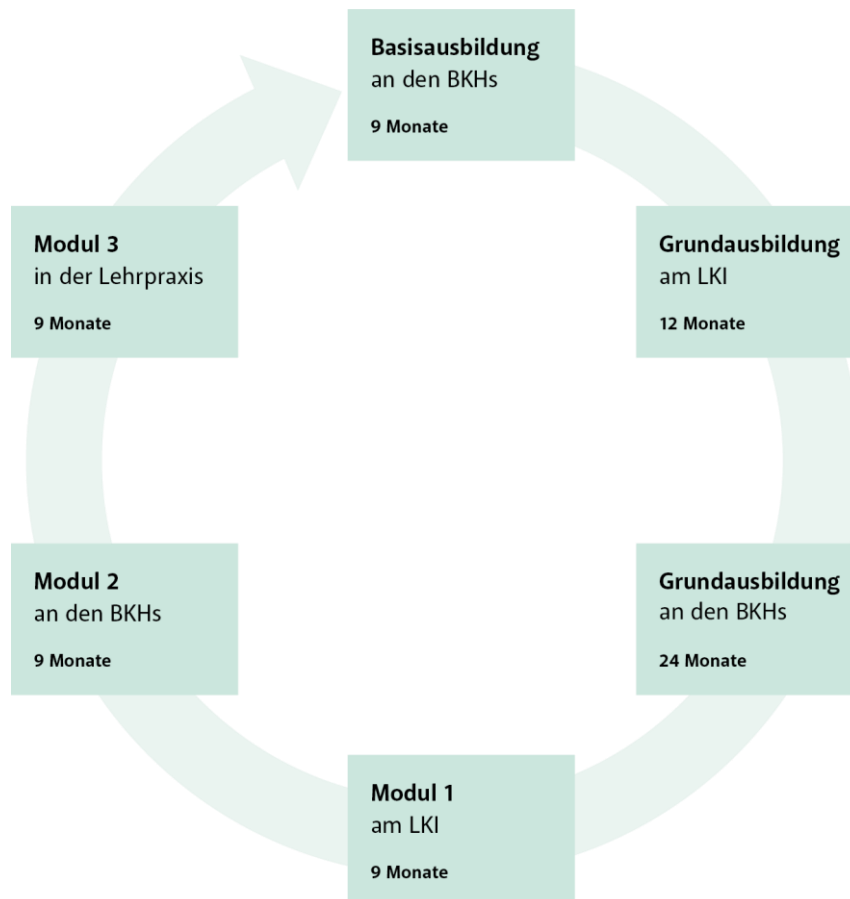 Basisausbildung
an den BKHs
9 Monate
Grundausbildung
am LKI
12 Monate
Grundausbildung
an den BKHs
24 Monate
Modul 1
am LKI
9 Monate
Modul 2
an den BKHs
9 Monate
Modul 3
in der Lehrpraxis
9 Monate